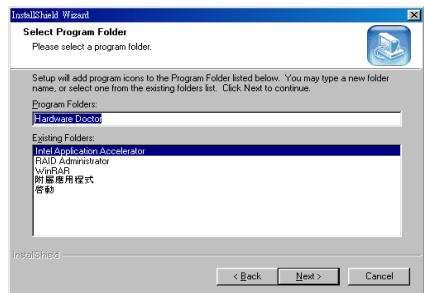 InstallShield Wizard
Select Program Folder
Please select a program folder.
Setup will add program icons to the Program Folder listed below. You may type a new folder
name, or select one from the existing folders list. Click Next to continue.
Program Folders:
Hardware Doctor
Existing Folders:
Intel Application Accelerator
RAID Administrator
WinRAR
附屬應用程式
啓動
InstallShield
< Back
Next >
Cancel